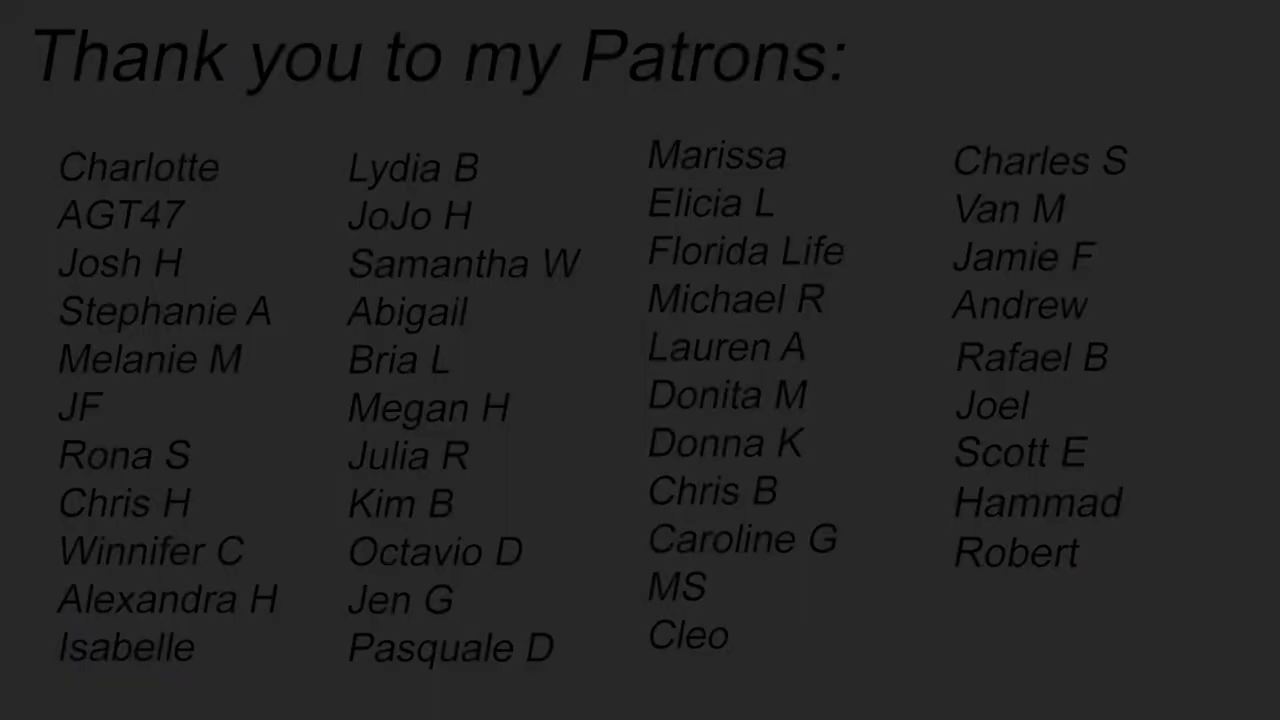 Thank you to my Patrons:
Charlotte
AGT47
Josh H
Stephanie A
Melanie M
JF
Rona S
Chris H
Winnifer C
Alexandra H
Isabelle
Lydia B
JoJo H
Samantha W
Abigail
Bria L
Megan H
Julia R
Kim B
Octavio D
Jen G
Pasquale D
Marissa
Elicia L
Florida Life
Michael R
Lauren A
Donita M
Donna K
Chris B
Caroline G
MS
Cleo
Charles S
Van M
Jamie F
Andrew
Rafael B
Joel
Scott E
Hammad
Robert